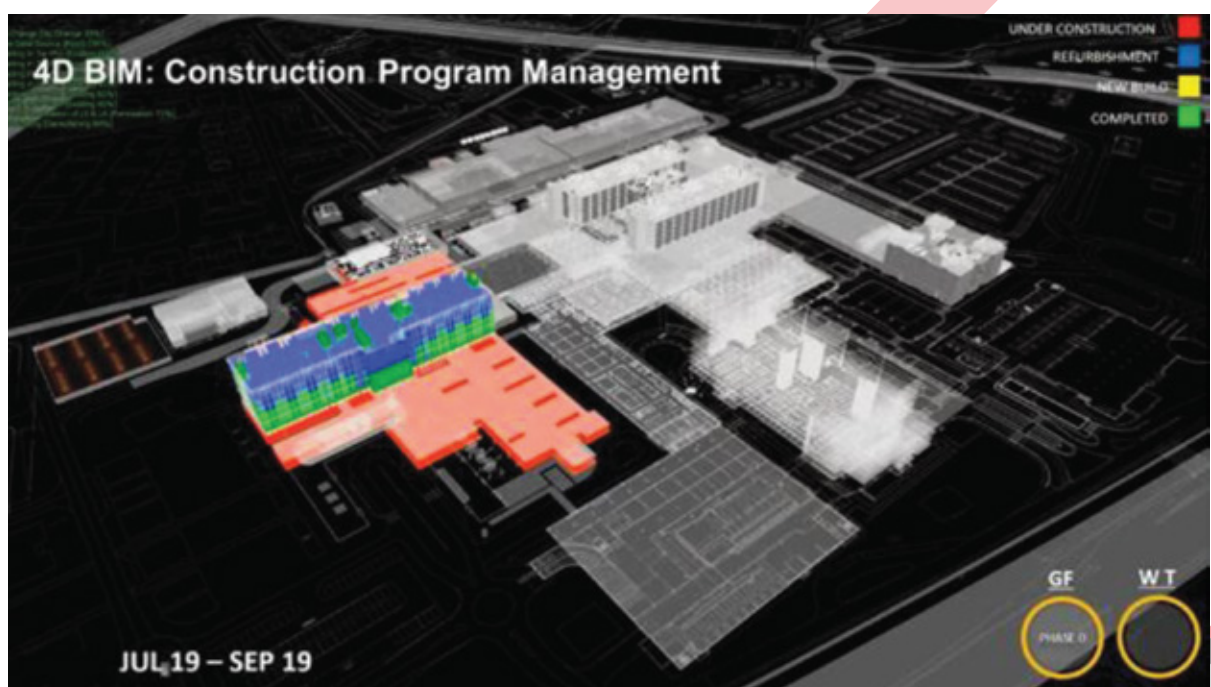 4D BIM: Construction Program Management
UNDER CONSTRUCTION
REFURBISHMENT
NEW BUILD
COMPLETED
GF
W T
PHASE 0
JUL 19 – SEP 19